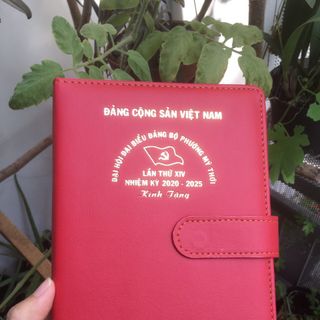 ĐẢNG CỘNG SẢN VIỆT NAM
ĐẠI HỘI ĐẠI BIỂU ĐẢNG BỘ PHƯỜNG MỸ THỚI
LẦN THỨ XIV
NHIỆM KỲ 2020 - 2025
Kính Tặng